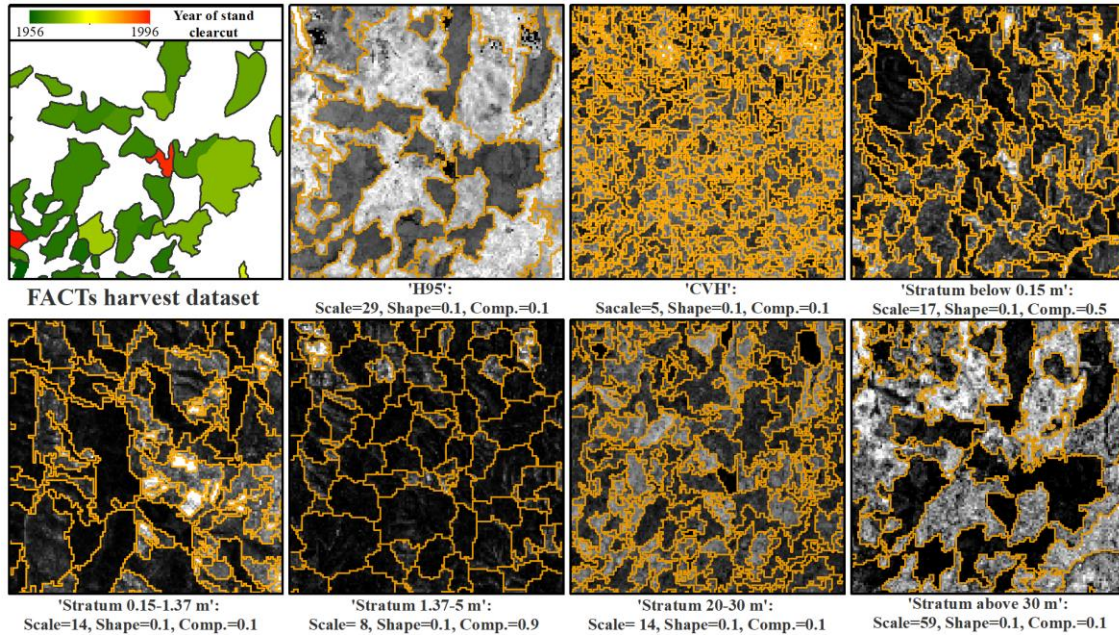 Year of stand
clearcut
1956 1996
FACTs harvest dataset
'H95':
Scale=29, Shape=0.1, Comp.=0.1
'CVH':
Sacale=5, Shape=0.1, Comp.=0.1
'Stratum below 0.15 m':
Scale=17, Shape=0.1, Comp.=0.5
'Stratum 0.15-1.37 m':
Scale=14, Shape=0.1, Comp.=0.1
'Stratum 1.37-5 m':
Scale= 8, Shape=0.1, Comp.=0.9
'Stratum 20-30 m':
Scale= 14, Shape=0.1, Comp.=0.1
'Stratum above 30 m':
Scale=59, Shape=0.1, Comp.=0.1